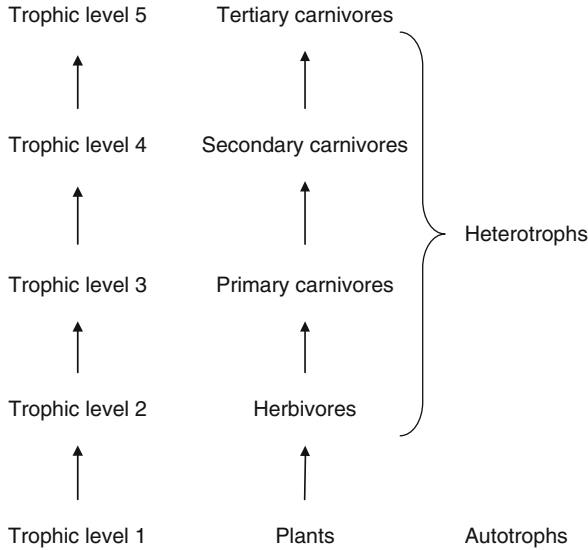 Trophic level 5 Tertiary carnivores
Trophic level 4 Secondary carnivores
Heterotrophs
Trophic level 3 Primary carnivores
Trophic level 2 Herbivores
Trophic level 1 Plants Autotrophs